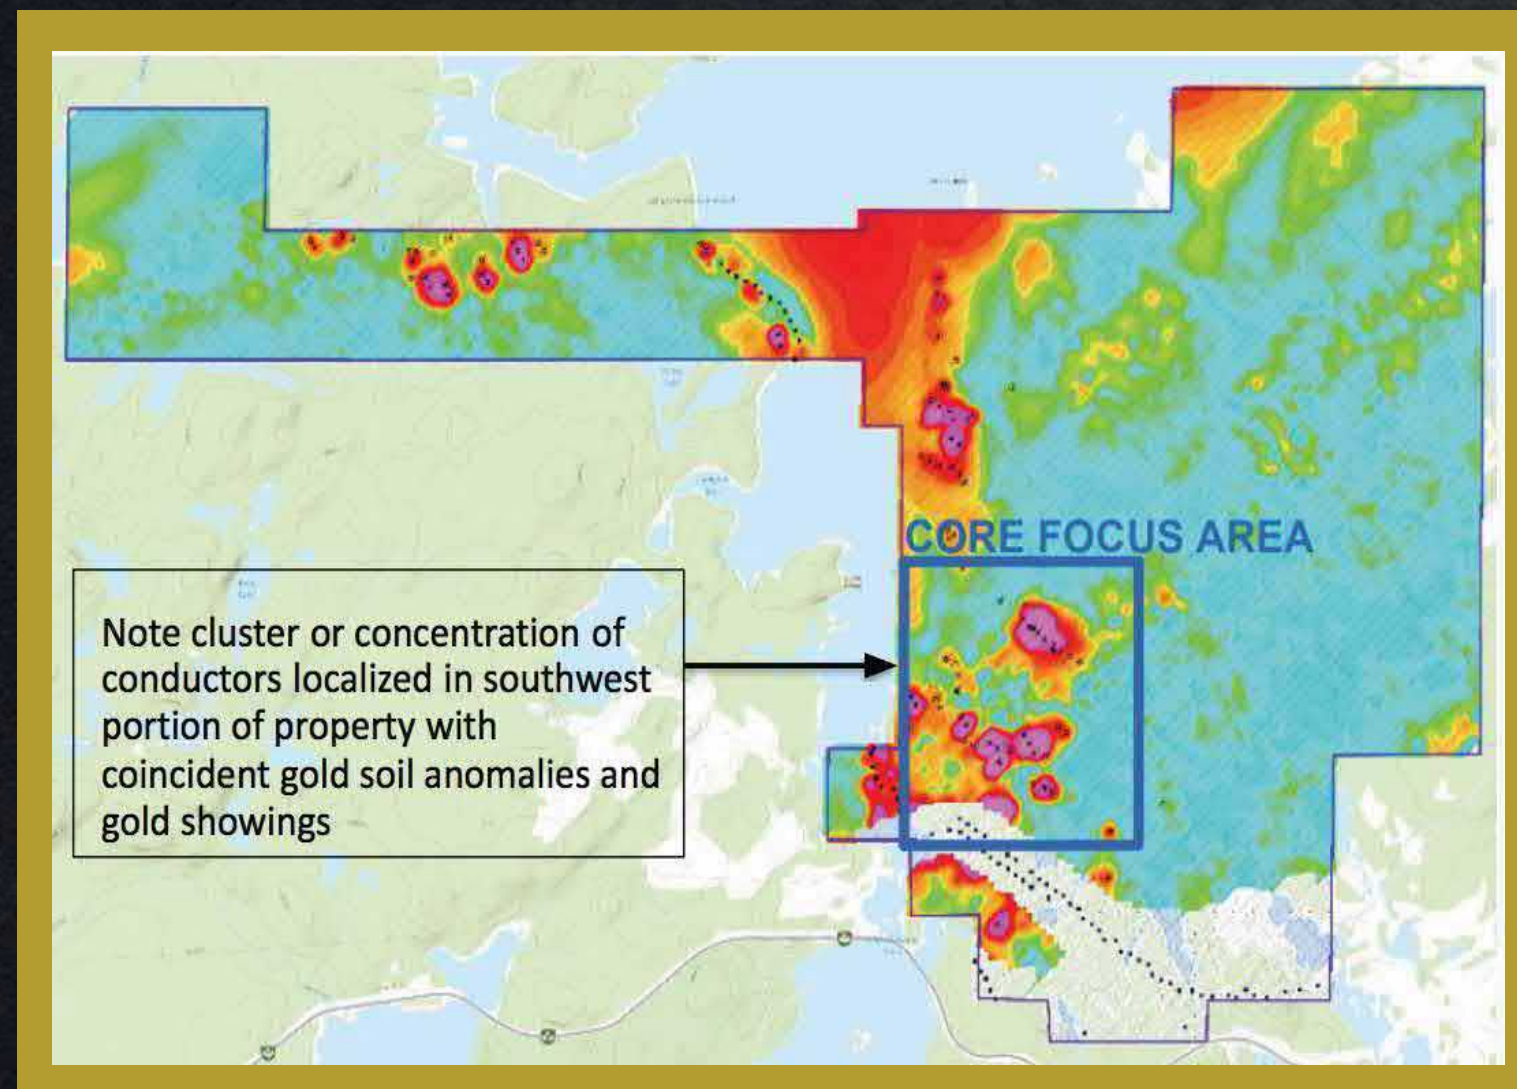 CORE FOCUS AREA
Note cluster or concentration of
conductors localized in southwest
portion of property with
coincident gold soil anomalies and
gold showings